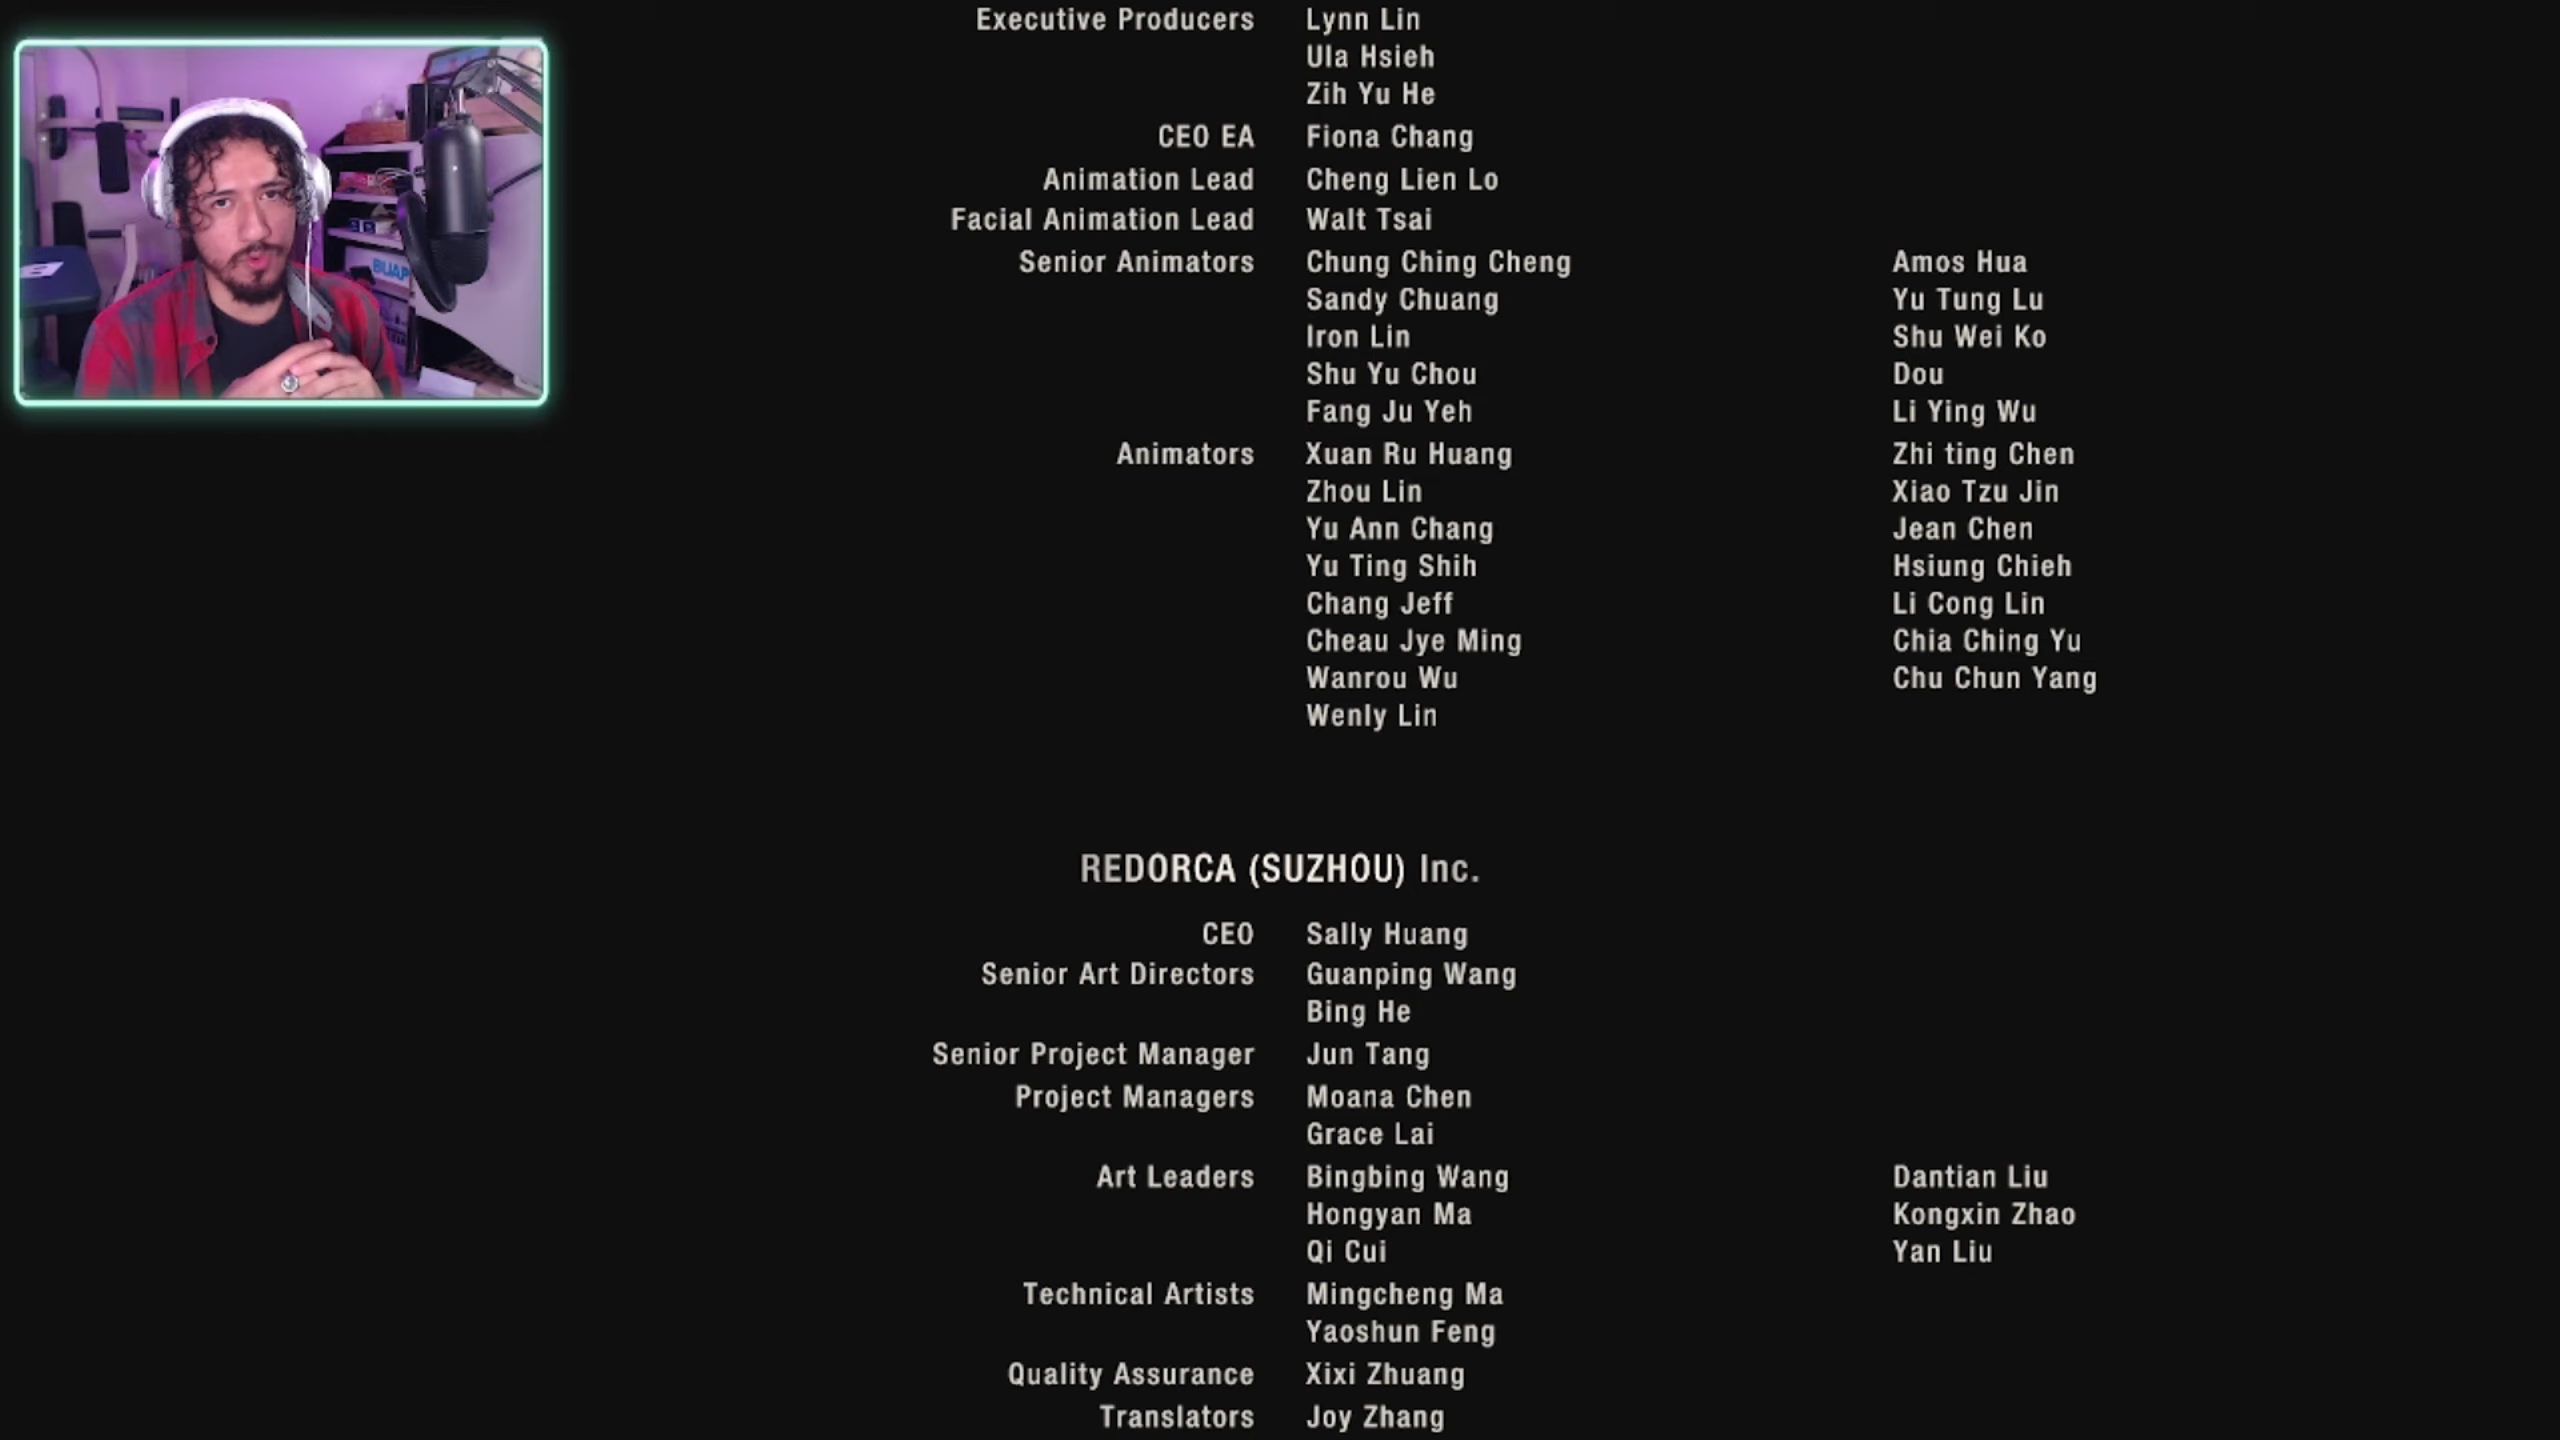 Executive Producers Lynn Lin
Ula Hsieh
Zih Yu He
CEO EA Fiona Chang
Animation Lead Cheng Lien Lo
Facial Animation Lead Walt Tsai
Senior Animators Chung Ching Cheng Amos Hua
Sandy Chuang Yu Tung Lu
Iron Lin Shu Wei Ko
Shu Yu Chou Dou
Fang Ju Yeh Li Ying Wu
Animators Xuan Ru Huang Zhi ting Chen
Zhou Lin Xiao Tzu Jin
Yu Ann Chang Jean Chen
Yu Ting Shih Hsiung Chieh
Chang Jeff Li Cong Lin
Cheau Jye Ming Chia Ching Yu
Wanrou Wu Chu Chun Yang
Wenly Lin
REDORCA (SUZHOU) Inc.
CEO Sally Huang
Senior Art Directors Guanping Wang
Bing He
Senior Project Manager Jun Tang
Project Managers Moana Chen
Grace Lai
Art Leaders Bingbing Wang Dantian Liu
Hongyan Ma Kongxin Zhao
Qi Cui Yan Liu
Technical Artists Mingcheng Ma
Yaoshun Feng
Quality Assurance Xixi Zhuang
Translators Joy Zhang
BUAP